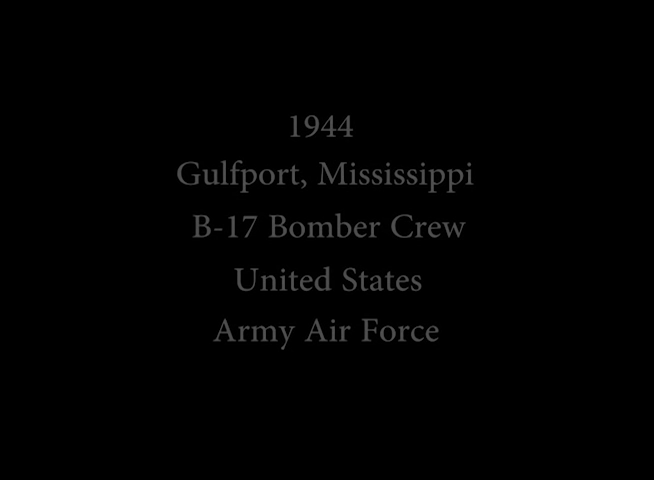 1944
Gulfport, Mississippi
B-17 Bomber Crew
United States
Army Air Force